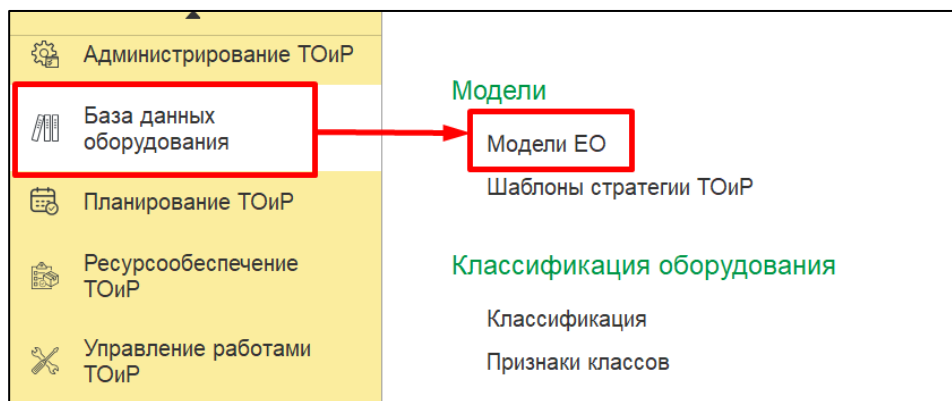 Администрирование ТОиР
База данных
оборудования
Планирование ТОиР
Ресурсообеспечение
ТОиР
Управление работами
ТОиР
Модели
Модели ЕО
Шаблоны стратегии ТОиР
Классификация оборудования
Классификация
Признаки классов